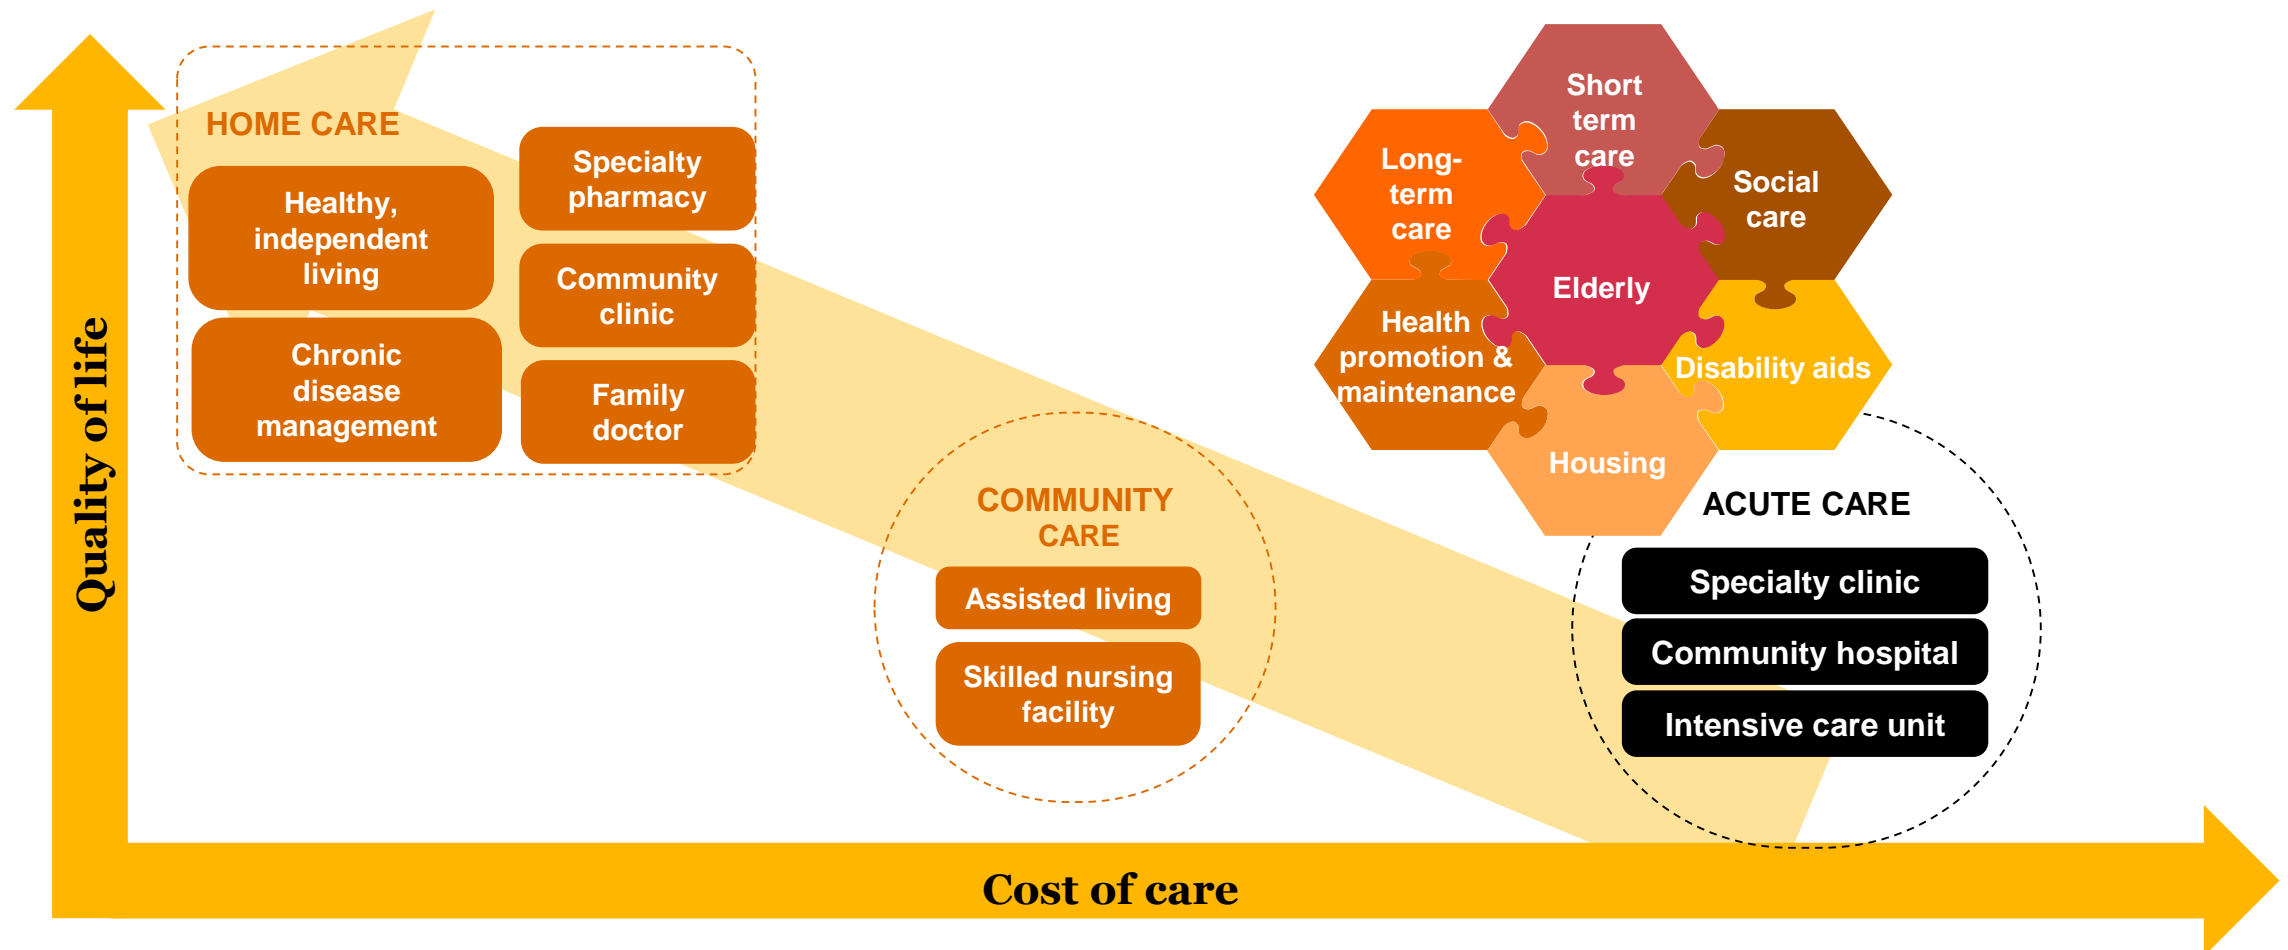 Quality of life
HOME CARE
Healthy,
independent
living
Chronic
disease
management
Specialty
pharmacy
Community
clinic
Family
doctor
COMMUNITY
CARE
Assisted living
Skilled nursing
facility
Short
term
care
Long-
term
care
Social
care
Elderly
Health
promotion &
maintenance
Disability aids
Housing
ACUTE CARE
Specialty clinic
Community hospital
Intensive care unit
Cost of care